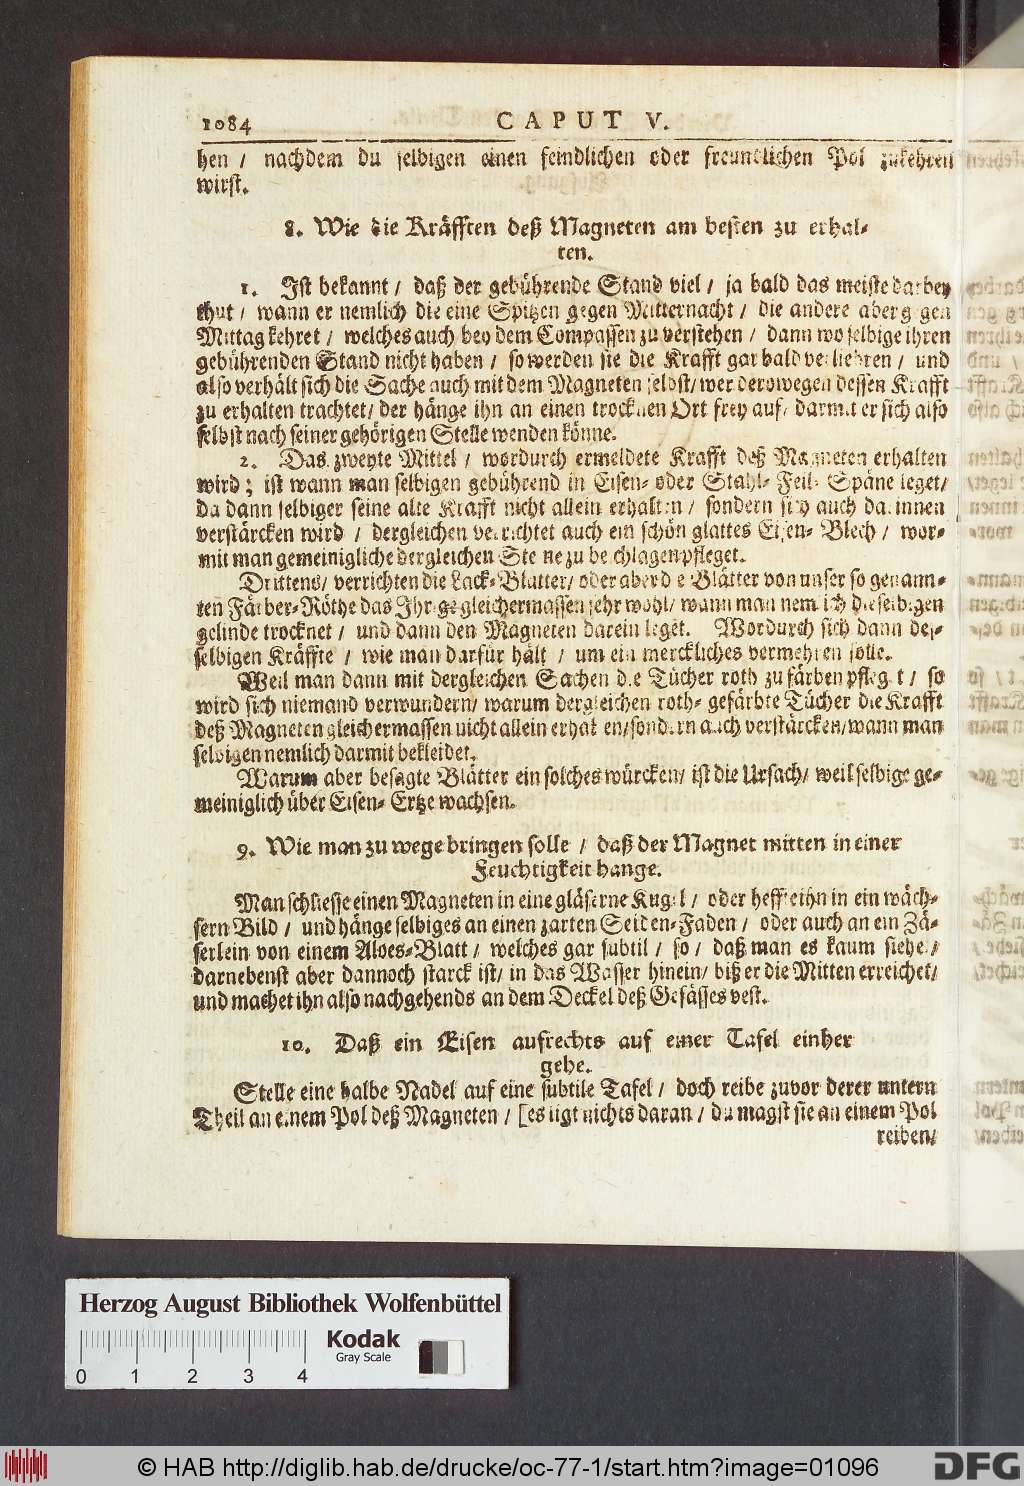 1084 CAPUT V.
hen / nachdem du selbigen einen feindlichen oder freundlichen Pol zukehren
wirst.
8. Wie die Kräfften deß Magneten am besten zu erhal-
ten.
1. Ist bekannt / daß der gebührende Stand viel / ja bald das meiste darbey
thut / wann er nemlich die eine Spitzen gegen Mitternacht / die andere aber gegen
Mittag kehret / welches auch bey dem Compassen zu verstehen / dann wo selbige ihren
gebührenden Stand nicht haben / so werden sie die Krafft gar bald verliehren / und
also verhält sich die Sache auch mit dem Magneten selbst / wer derowegen dessen Krafft
zu erhalten trachtet / der hänge ihn an einen trocknen Ort frey auf / darmit er sich also
selbst nach seiner gehörigen Stelle wenden könne.
2. Das zweyte Mittel / wordurch ermeldete Krafft deß Magneten erhalten
wird ; ist wann man selbigen gebührend in Eisen- oder Stahl- Feil- Späne leget /
da dann selbiger seine alte Krafft nicht allein erhalten / sondern sich auch darinnen
verstärcken wird / dergleichen verrichtet auch ein schön glattes Eisen- Blech / wor-
mit man gemeinigliche dergleichen Steine zu beschlagen pfleget.
Drittens / verrichten die Lack-Blätter / oder aber die Blätter von unser so genann-
ten Färber-Röthe das Ihrige gleichermassen sehr wohl / wann man nemlich dieselbigen
gelinde trocknet / und dann den Magneten darein leget. Wordurch sich dann des-
selbigen Kräffte / wie man darfür hält / um ein merckliches vermehren solle.
Weil man dann mit dergleichen Sachen die Tücher roth zu färben pfleget / so
wird sich niemand verwundern / warum dergleichen roth- gefärbte Tücher die Krafft
deß Magneten gleichermassen nicht allein erhalten / sondern auch verstärcken / wann man
selbigen nemlich darmit bekleidet.
Warum aber besagte Blätter ein solches würcken / ist die Ursach / weil selbige ge-
meiniglich über Eisen- Ertze wachsen.
9. Wie man zu wege bringen solle / daß der Magnet mitten in einer
Feuchtigkeit hange.
Man schliesse einen Magneten in eine gläserne Kugel / oder heffte ihn in ein wäch-
sern Bild / und hänge selbiges an einen zarten Seiden-Faden / oder auch an ein Zä-
serlein von einem Aloes-Blatt / welches gar subtil / so / daß man es kaum siehet /
darnebenst aber dannoch starck ist / in das Wasser hinein / biß er die Mitten erreichet /
und machet ihn also nachgehends an dem Deckel deß Gefässes vest.
10. Daß ein Eisen aufrechts auf einer Tafel einher
gehe.
Stelle eine halbe Nadel auf eine subtile Tafel / doch reibe zuvor derer untern
Theil an einem Pol deß Magneten / [es ligt nichts daran / du magst sie an einem Pol
reiben /
Herzog August Bibliothek Wolfenbüttel
Kodak
Gray Scale
0 1 2 3 4
© HAB http://diglib.hab.de/drucke/oc-77-1/start.htm?image=01096
DFG